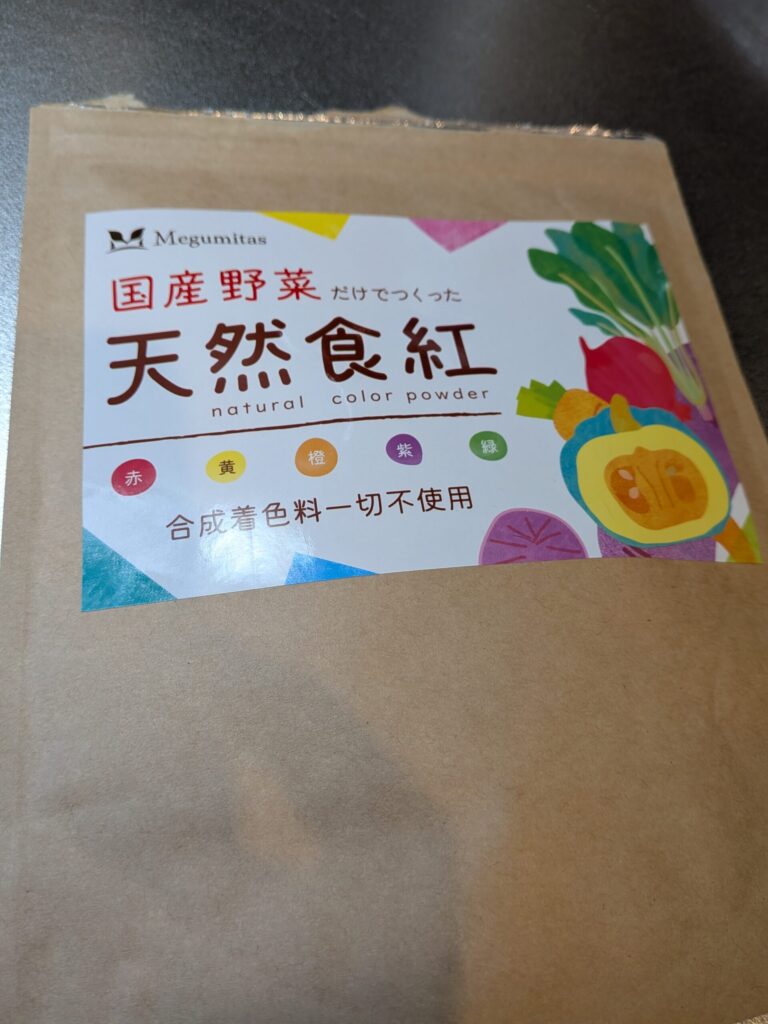 Megumitas
国産野菜だけでつくった
天然食紅
natural color powder
赤 黄 橙 紫 緑
合成着色料一切不使用